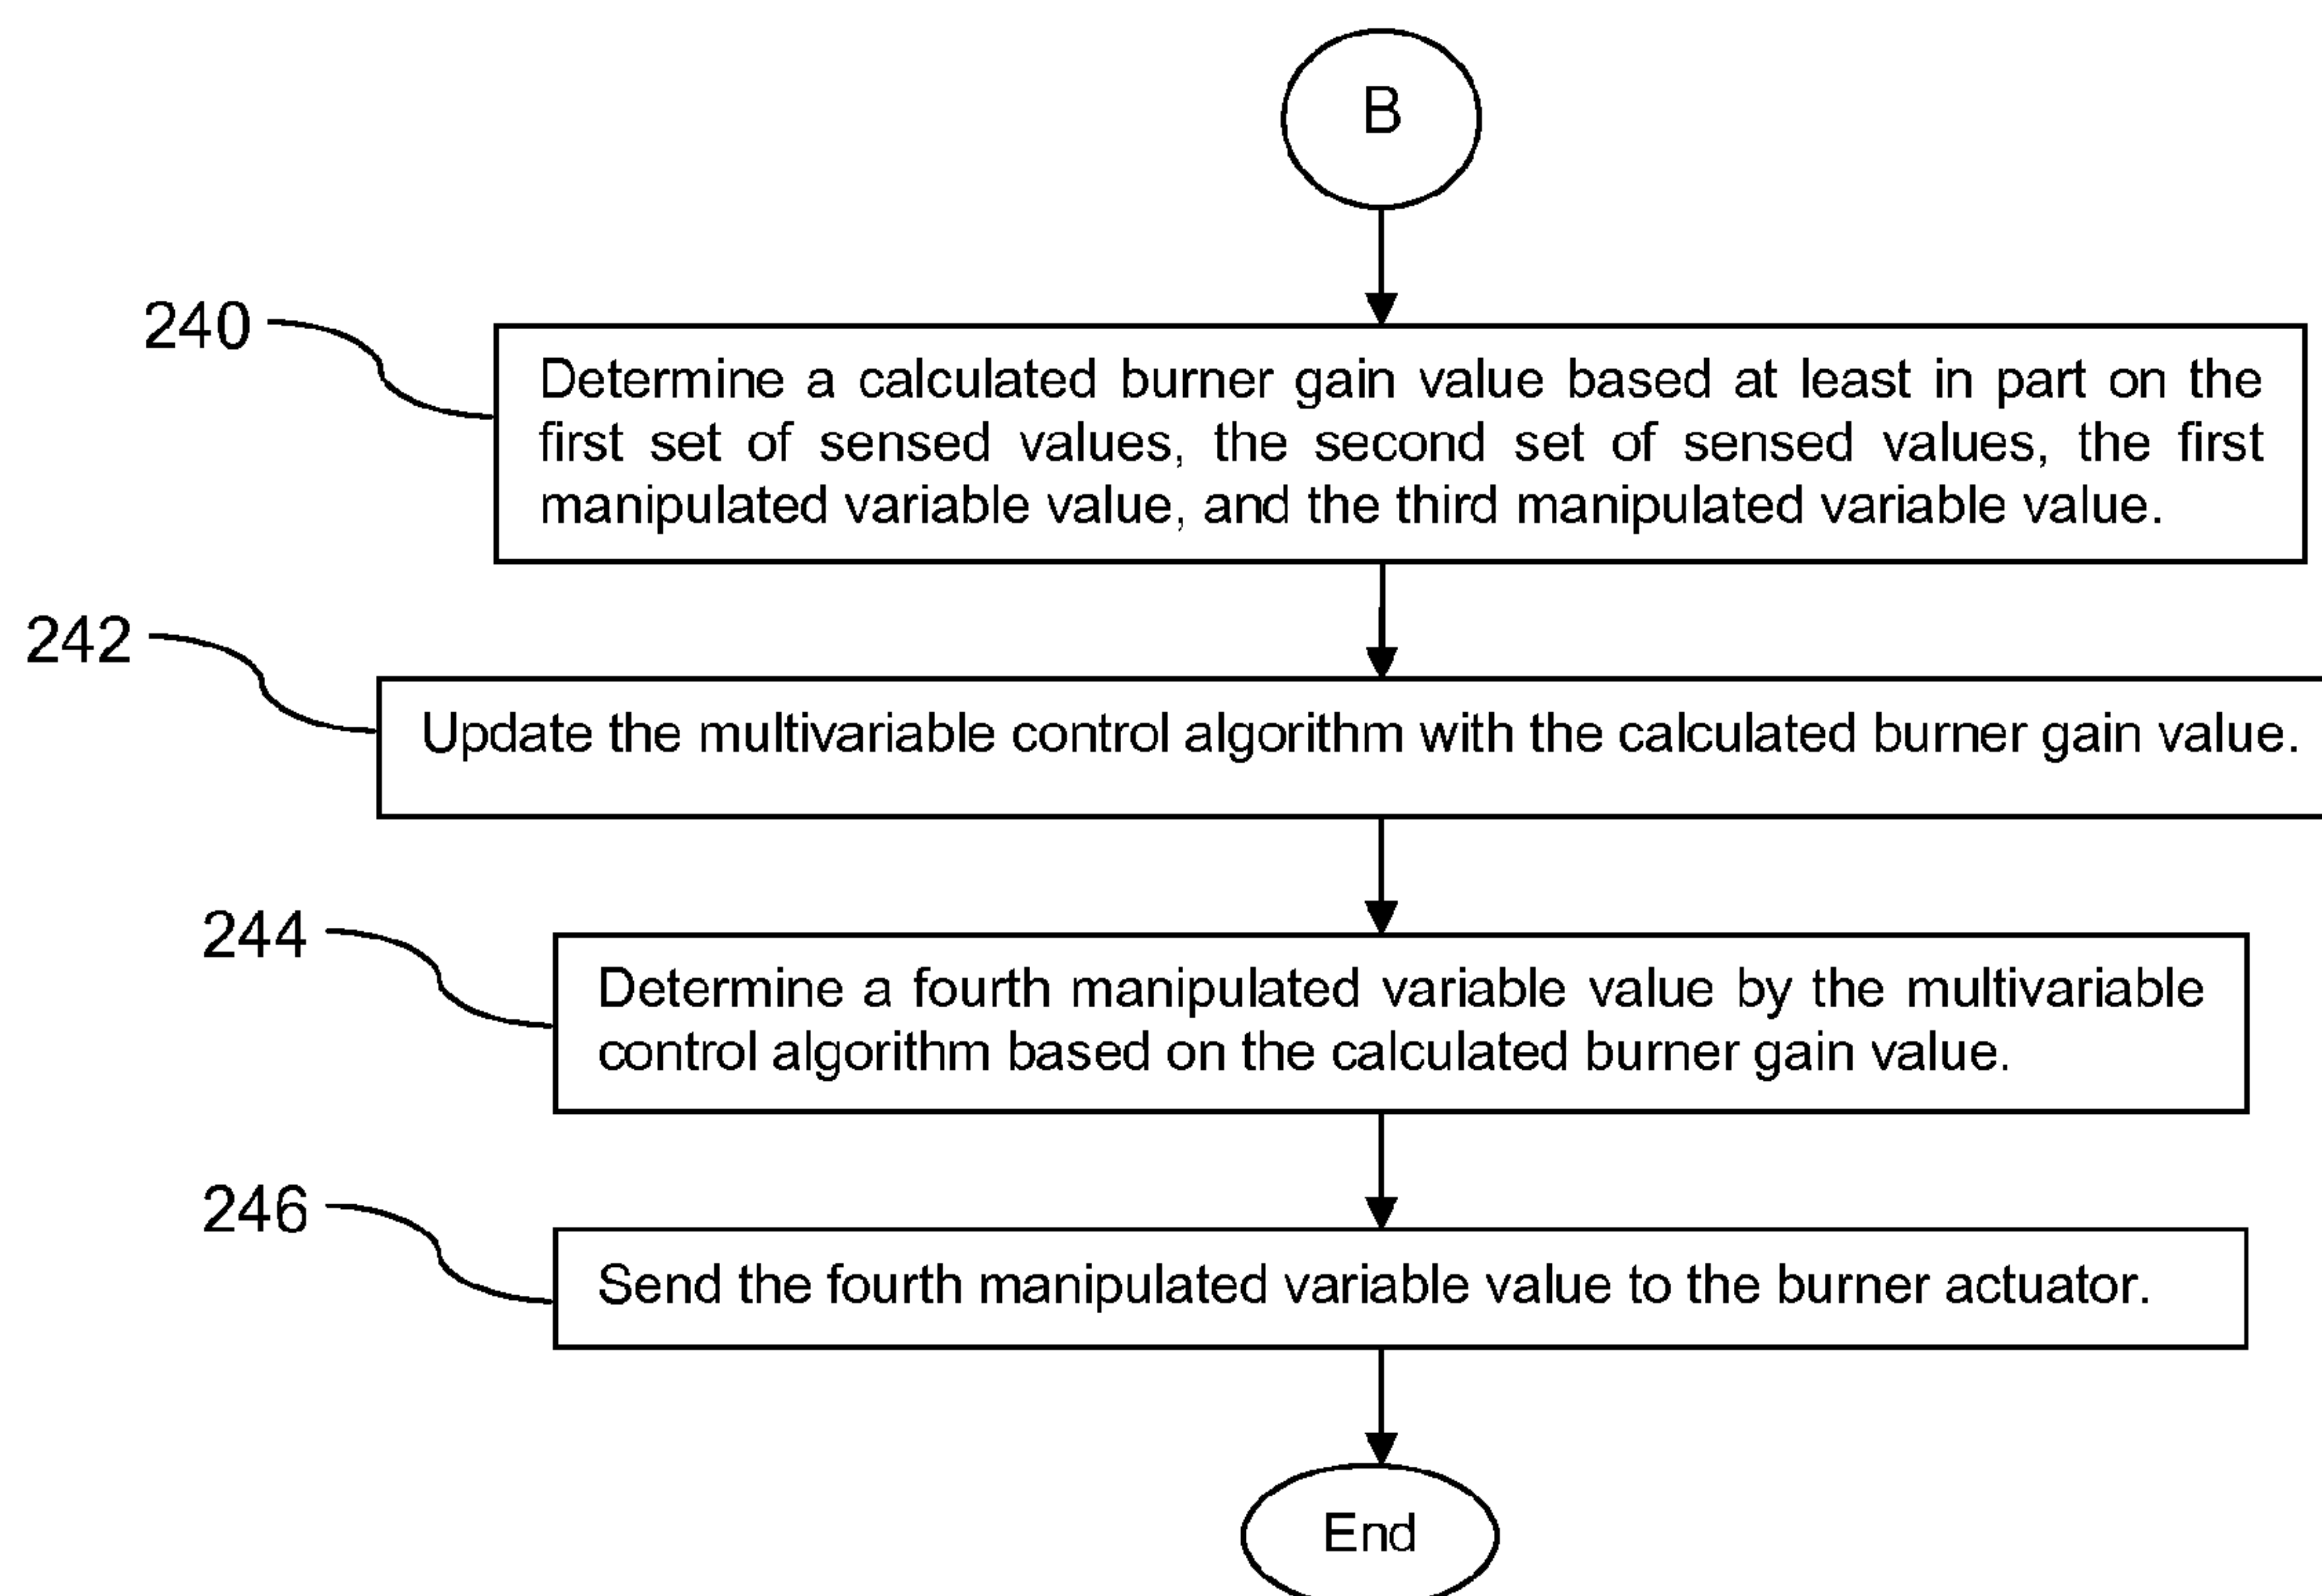 B
240
Determine a calculated burner gain value based at least in part on the
first set of sensed values, the second set of sensed values, the first
manipulated variable value, and the third manipulated variable value.
242
Update the multivariable control algorithm with the calculated burner gain value.
244
Determine a fourth manipulated variable value by the multivariable
control algorithm based on the calculated burner gain value.
246
Send the fourth manipulated variable value to the burner actuator.
End